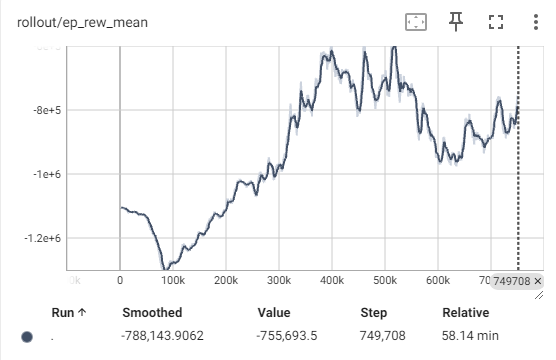 rollout/ep_rew_mean
-8e+5
-1e+6
-1.2e+6
0 100k 200k 300k 400k 500k 600k 749708 ×
Run ↑ Smoothed Value Step Relative
. -788,143.9062 -755,693.5 749,708 58.14 min